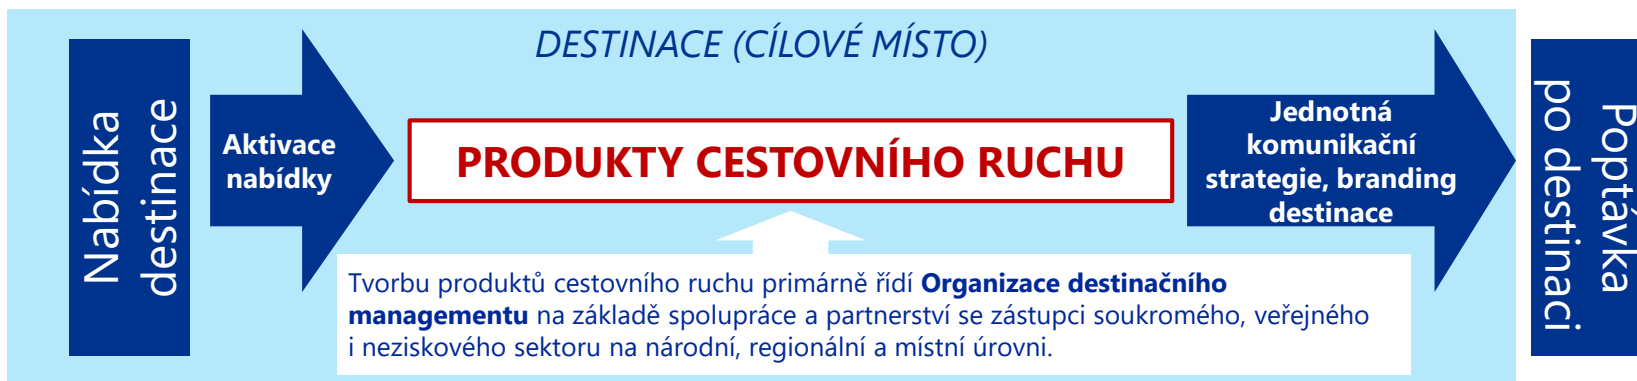 DESTINACE (CÍLOVÉ MÍSTO)
Nabídka
destinace
Aktivace
nabídky
PRODUKTY CESTOVNÍHO RUCHU
Jednotná
komunikační
strategie, branding
destinace
Poptávka
po destinaci
Tvorbu produktů cestovního ruchu primárně řídí Organizace destinačního
managementu na základě spolupráce a partnerství se zástupci soukromého, veřejného
i neziskového sektoru na národní, regionální a místní úrovni.